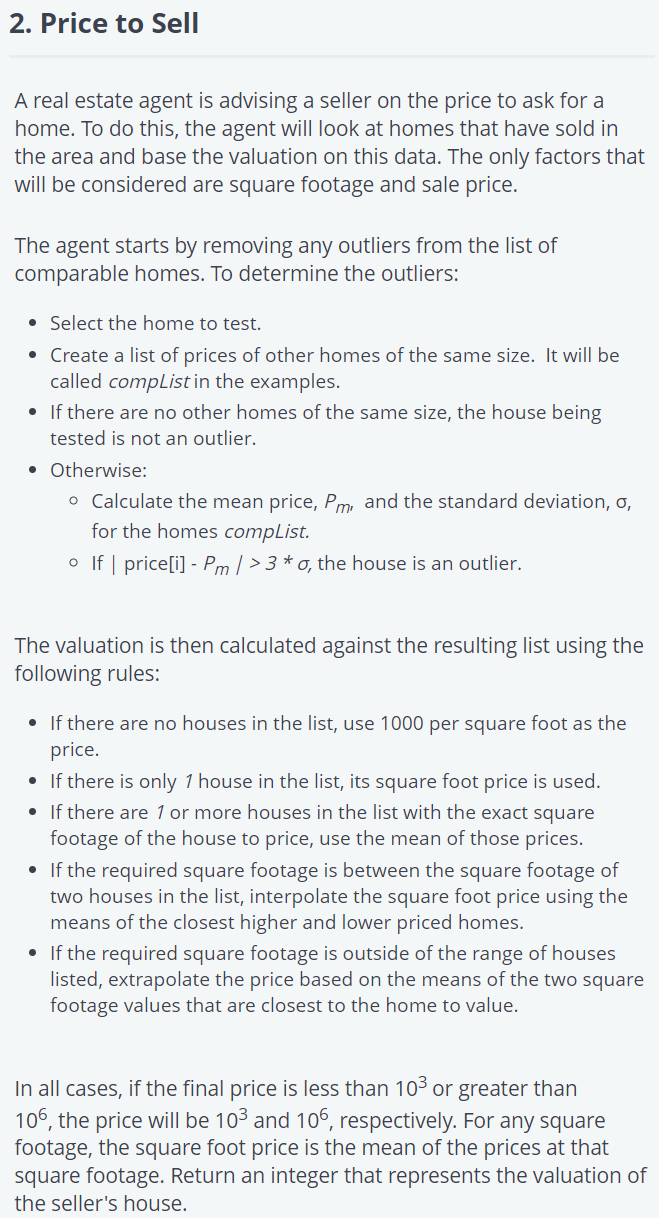 2. Price to Sell
A real estate agent is advising a seller on the price to ask for a
home. To do this, the agent will look at homes that have sold in
the area and base the valuation on this data. The only factors that
will be considered are square footage and sale price.
The agent starts by removing any outliers from the list of
comparable homes. To determine the outliers:
• Select the home to test.
• Create a list of prices of other homes of the same size.  It will be
called compList in the examples.
• If there are no other homes of the same size, the house being
tested is not an outlier.
• Otherwise:
○ Calculate the mean price, Pm,  and the standard deviation, σ,
for the homes compList.
○ If | price[i] - Pm | > 3 * σ, the house is an outlier.
The valuation is then calculated against the resulting list using the
following rules:
• If there are no houses in the list, use 1000 per square foot as the
price.
• If there is only 1 house in the list, its square foot price is used.
• If there are 1 or more houses in the list with the exact square
footage of the house to price, use the mean of those prices.
• If the required square footage is between the square footage of
two houses in the list, interpolate the square foot price using the
means of the closest higher and lower priced homes.
• If the required square footage is outside of the range of houses
listed, extrapolate the price based on the means of the two square
footage values that are closest to the home to value.
In all cases, if the final price is less than 10³ or greater than
10⁶, the price will be 10³ and 10⁶, respectively. For any square
footage, the square foot price is the mean of the prices at that
square footage. Return an integer that represents the valuation of
the seller's house.